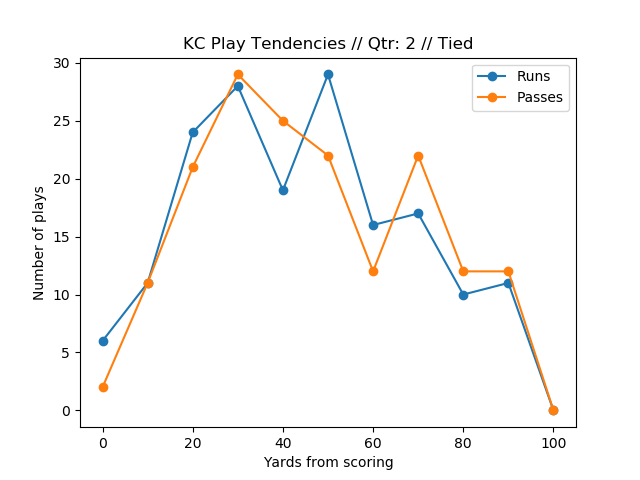 KC Play Tendencies // Qtr: 2 // Tied
Runs
Passes
30
25
20
15
10
5
0
Number of plays
0 20 40 60 80 100
Yards from scoring